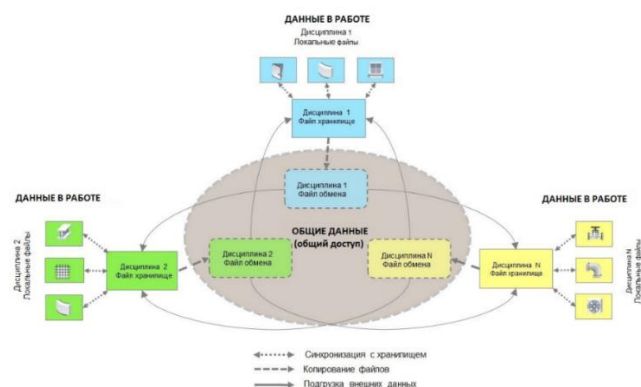 ДАННЫЕ В РАБОТЕ
Дисциплина 1
Локальные файлы
Дисциплина 1
Файл хранилище
Дисциплина 1
Файл обмена
ДАННЫЕ В РАБОТЕ
ДАННЫЕ В РАБОТЕ
ОБЩИЕ ДАННЫЕ
(общий доступ)
Дисциплина 2
Локальные файлы
Дисциплина 2
Файл хранилище
Дисциплина 2
Файл обмена
Дисциплина N
Файл обмена
Дисциплина N
Файл хранилище
Дисциплина N
Локальные файлы
Синхронизация с хранилищем
Копирование файлов
Подгрузка внешних данных